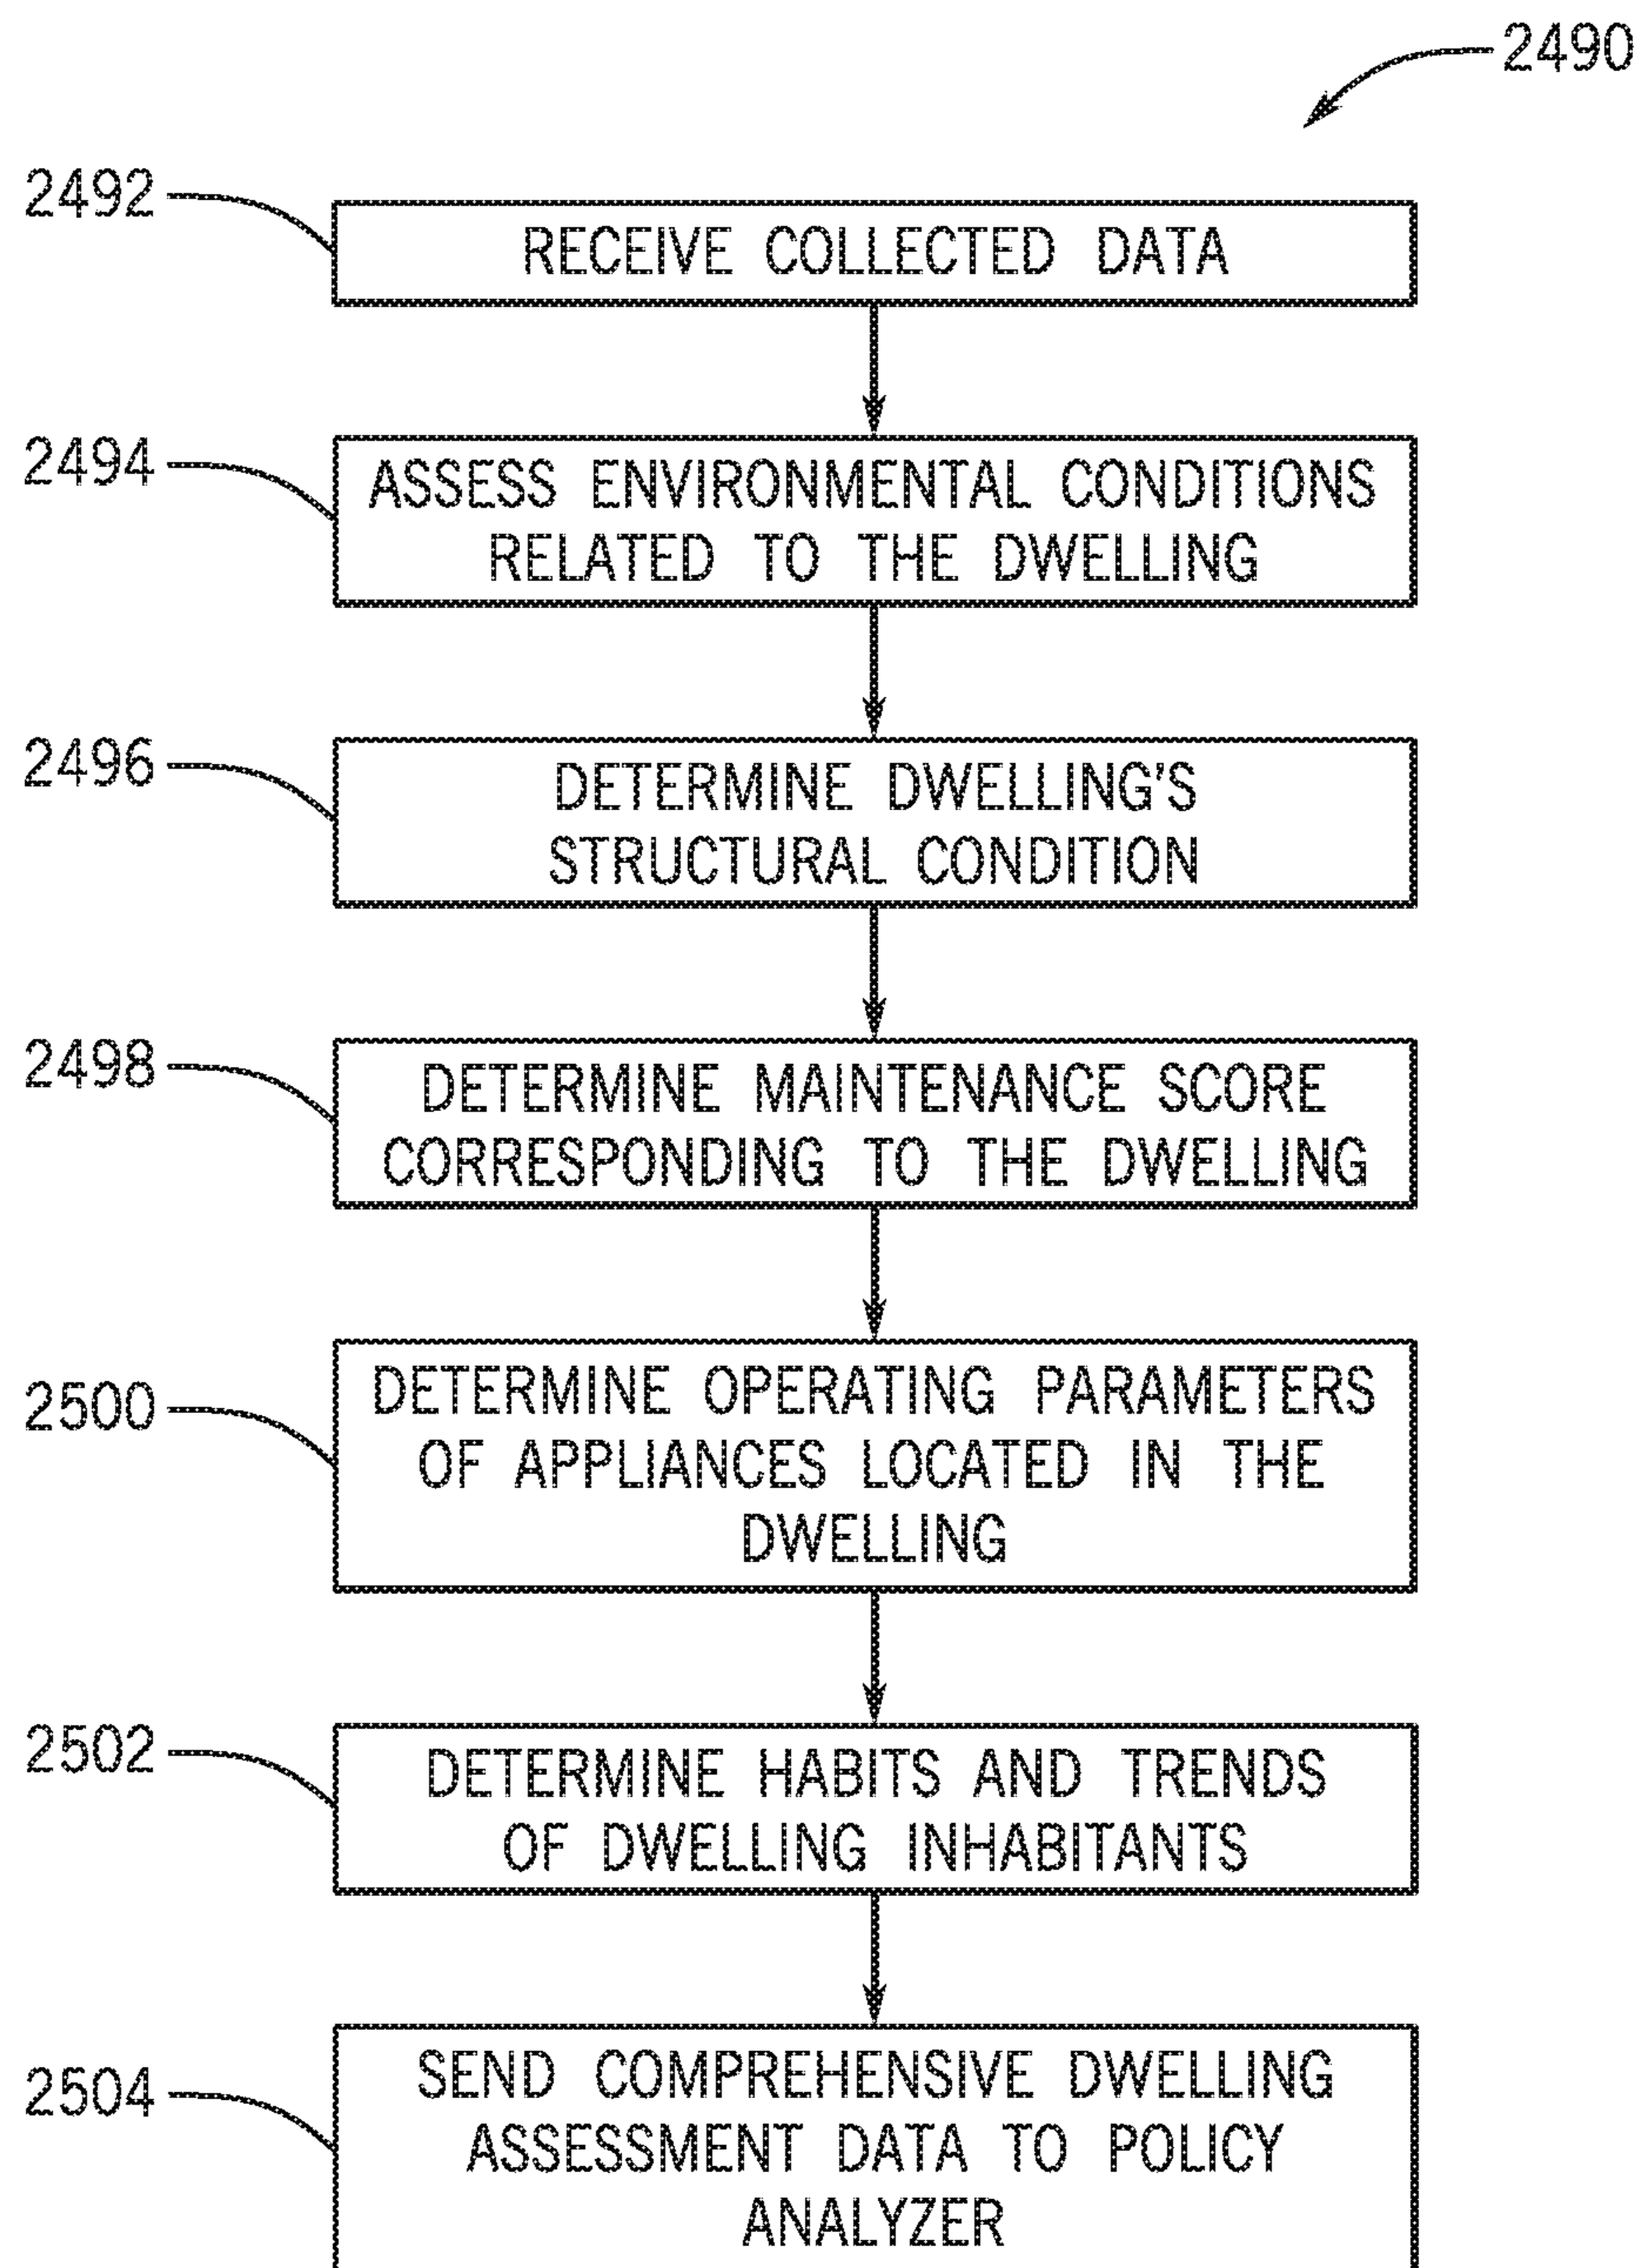 2490
2492
RECEIVE COLLECTED DATA
2494
ASSESS ENVIRONMENTAL CONDITIONS
RELATED TO THE DWELLING
2496
DETERMINE DWELLING'S
STRUCTURAL CONDITION
2498
DETERMINE MAINTENANCE SCORE
CORRESPONDING TO THE DWELLING
2500
DETERMINE OPERATING PARAMETERS
OF APPLIANCES LOCATED IN THE
DWELLING
2502
DETERMINE HABITS AND TRENDS
OF DWELLING INHABITANTS
2504
SEND COMPREHENSIVE DWELLING
ASSESSMENT DATA TO POLICY
ANALYZER